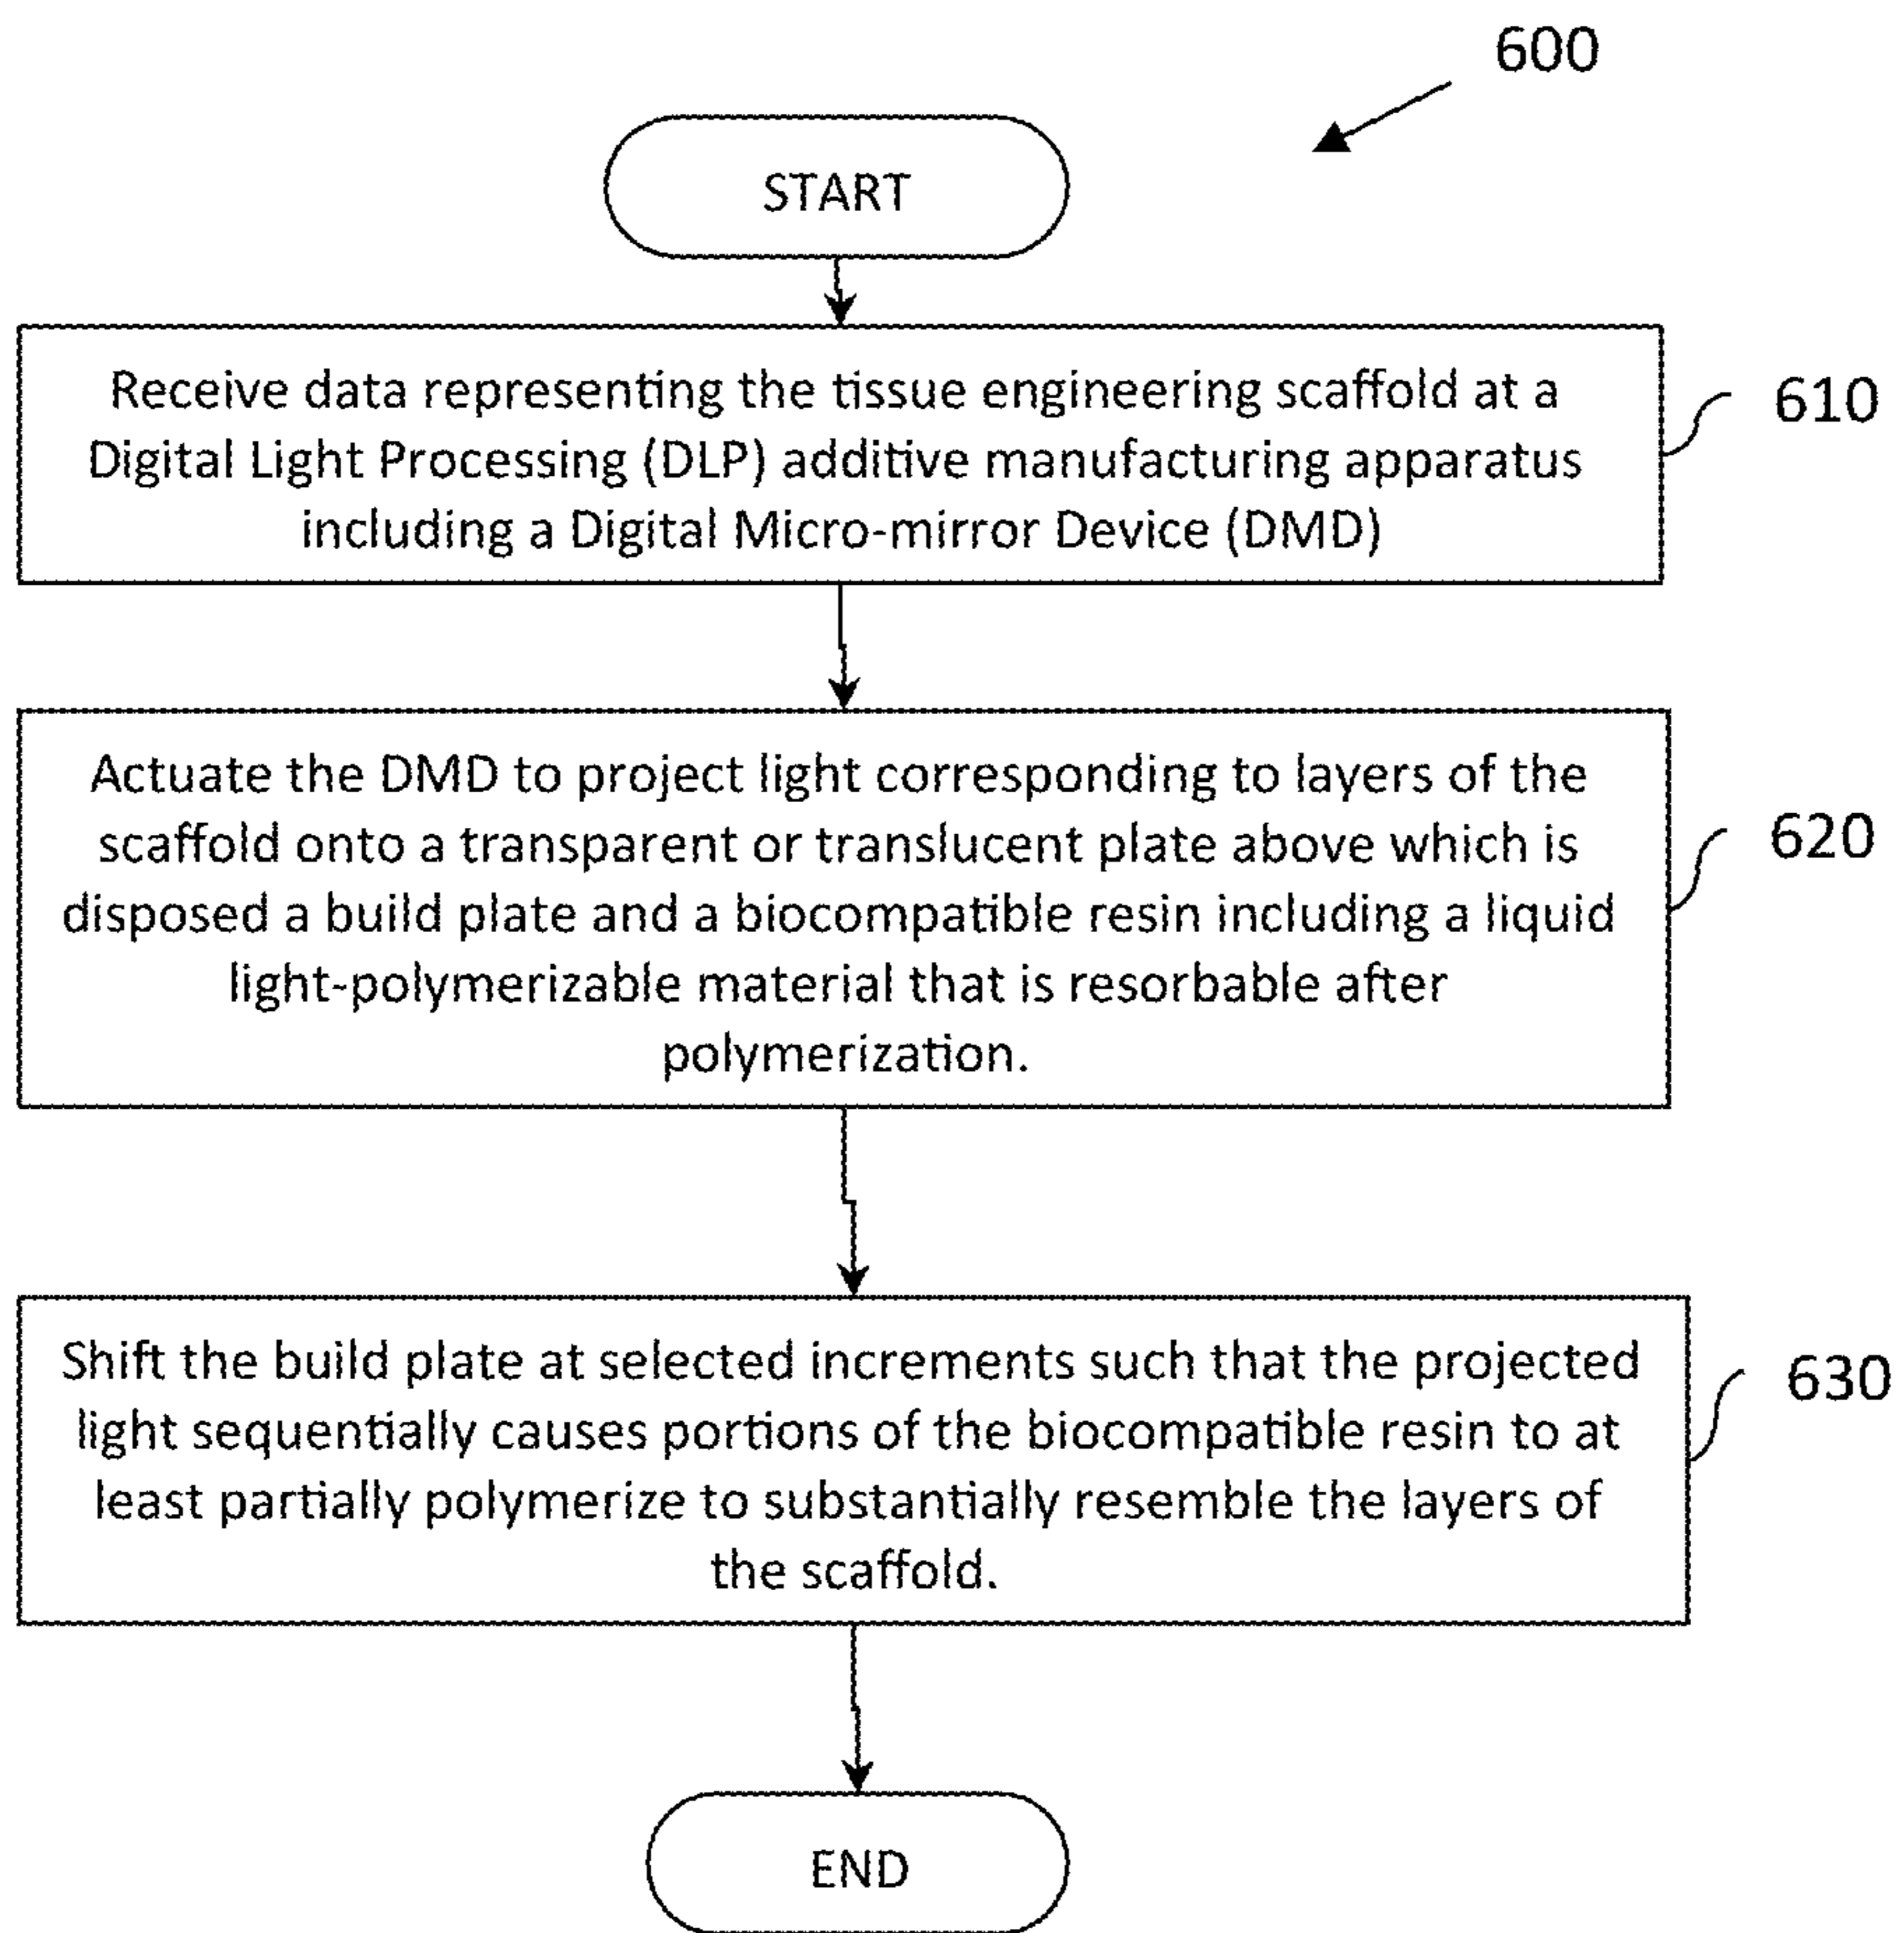 600
START
Receive data representing the tissue engineering scaffold at a
Digital Light Processing (DLP) additive manufacturing apparatus
including a Digital Micro-mirror Device (DMD)
610
Actuate the DMD to project light corresponding to layers of the
scaffold onto a transparent or translucent plate above which is
disposed a build plate and a biocompatible resin including a liquid
light-polymerizable material that is resorbable after
polymerization.
620
Shift the build plate at selected increments such that the projected
light sequentially causes portions of the biocompatible resin to at
least partially polymerize to substantially resemble the layers of
the scaffold.
630
END